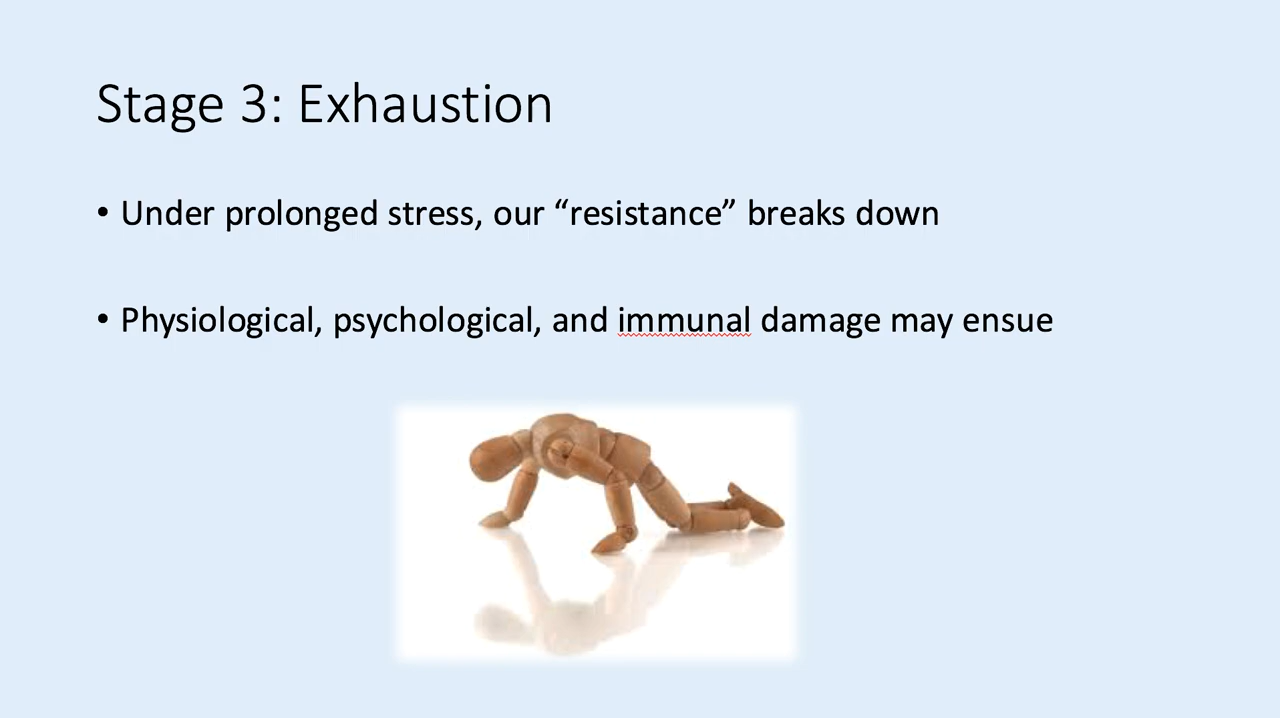 Stage 3: Exhaustion
• Under prolonged stress, our “resistance” breaks down
• Physiological, psychological, and immunal damage may ensue